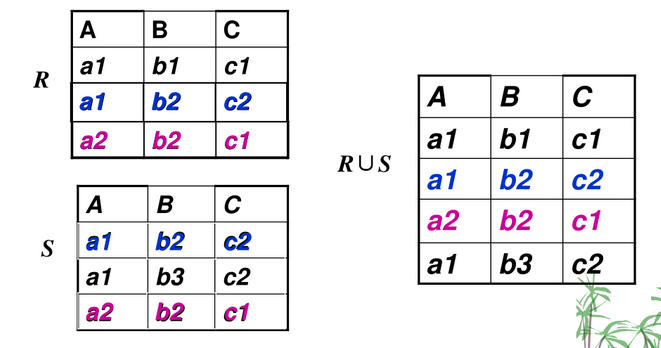 R
A B C
a1 b1 c1
a1 b2 c2
a2 b2 c1
S
A B C
a1 b2 c2
a1 b3 c2
a2 b2 c1
R∪S
A B C
a1 b1 c1
a1 b2 c2
a2 b2 c1
a1 b3 c2